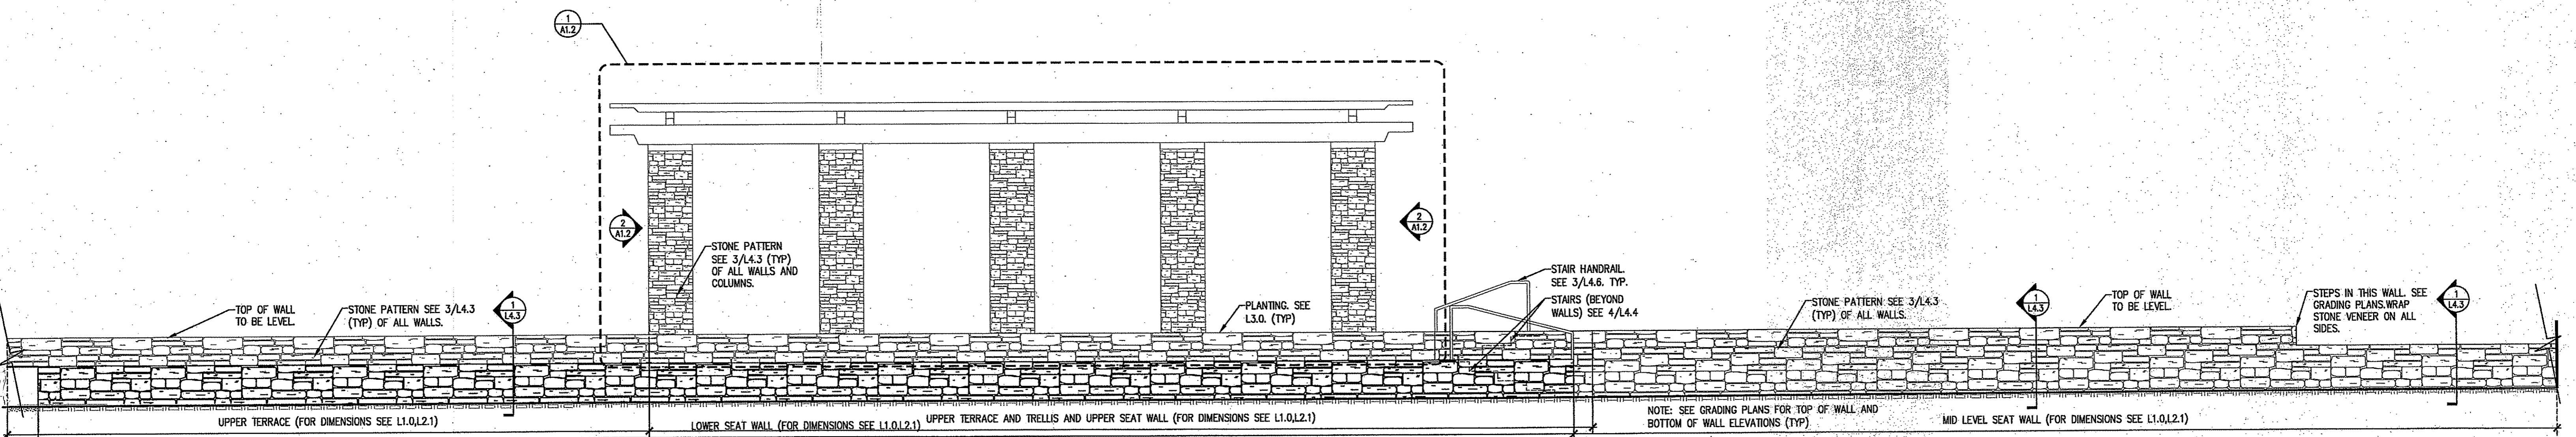 1
A1.2
2
A1.2
2
A1.2
STONE PATTERN
SEE 3/L4.3 (TYP)
OF ALL WALLS AND
COLUMNS.
TOP OF WALL
TO BE LEVEL.
STONE PATTERN SEE 3/L4.3
(TYP) OF ALL WALLS.
1
L4.3
PLANTING. SEE
L3.0. (TYP)
STAIR HANDRAIL.
SEE 3/L4.6. TYP.
STAIRS (BEYOND
WALLS) SEE 4/L4.4
STONE PATTERN SEE 3/L4.3
(TYP) OF ALL WALLS.
1
L4.3
TOP OF WALL
TO BE LEVEL.
STEPS IN THIS WALL. SEE
GRADING PLANS.WRAP
STONE VENEER ON ALL
SIDES.
1
L4.3
UPPER TERRACE (FOR DIMENSIONS SEE L1.0,L2.1)
LOWER SEAT WALL (FOR DIMENSIONS SEE L1.0,L2.1)
UPPER TERRACE AND TRELLIS AND UPPER SEAT WALL (FOR DIMENSIONS SEE L1.0,L2.1)
NOTE: SEE GRADING PLANS FOR TOP OF WALL AND
BOTTOM OF WALL ELEVATIONS (TYP)
MID LEVEL SEAT WALL (FOR DIMENSIONS SEE L1.0,L2.1)